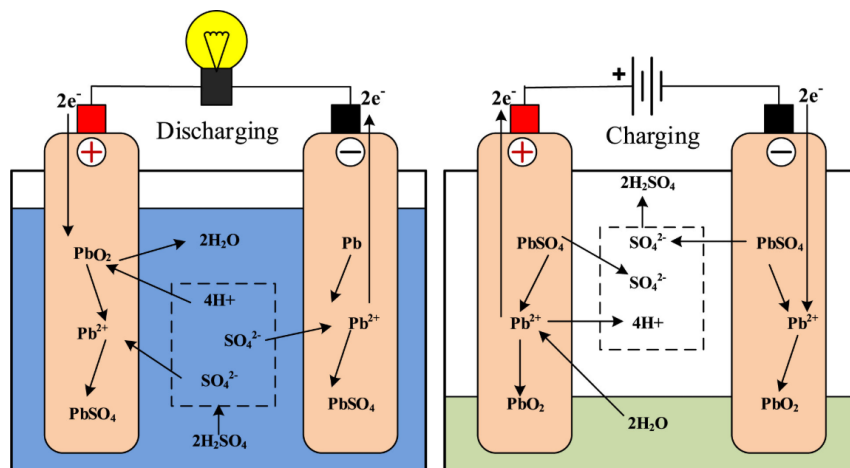 2e⁻
2e⁻
Discharging
+
−
PbO₂
2H₂O
Pb
4H+
Pb²⁺
SO₄²⁻
Pb²⁺
SO₄²⁻
PbSO₄
PbSO₄
2H₂SO₄
+
2e⁻
2e⁻
Charging
+
−
2H₂SO₄
PbSO₄
SO₄²⁻
PbSO₄
SO₄²⁻
Pb²⁺
4H+
Pb²⁺
PbO₂
PbO₂
2H₂O